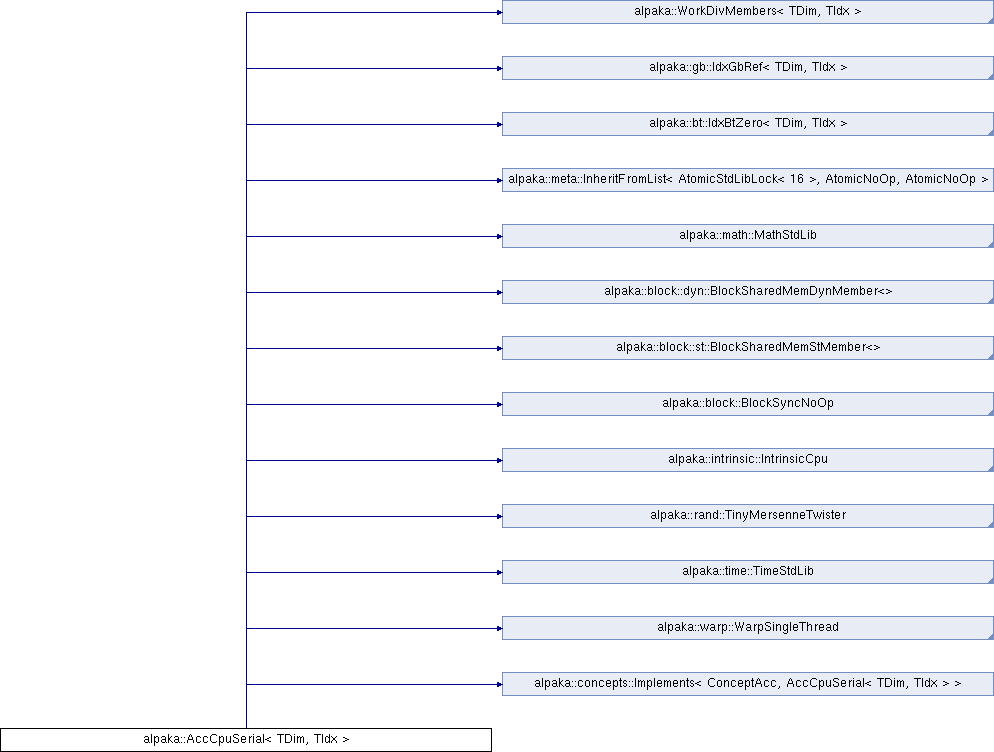 alpaka::WorkDivMembers< TDim, TIdx >
alpaka::gb::IdxGbRef< TDim, TIdx >
alpaka::bt::IdxBtZero< TDim, TIdx >
alpaka::meta::InheritFromList< AtomicStdLibLock< 16 >, AtomicNoOp, AtomicNoOp >
alpaka::math::MathStdLib
alpaka::block::dyn::BlockSharedMemDynMember<>
alpaka::block::st::BlockSharedMemStMember<>
alpaka::block::BlockSyncNoOp
alpaka::intrinsic::IntrinsicCpu
alpaka::rand::TinyMersenneTwister
alpaka::time::TimeStdLib
alpaka::warp::WarpSingleThread
alpaka::concepts::Implements< ConceptAcc, AccCpuSerial< TDim, TIdx > >
alpaka::AccCpuSerial< TDim, TIdx >